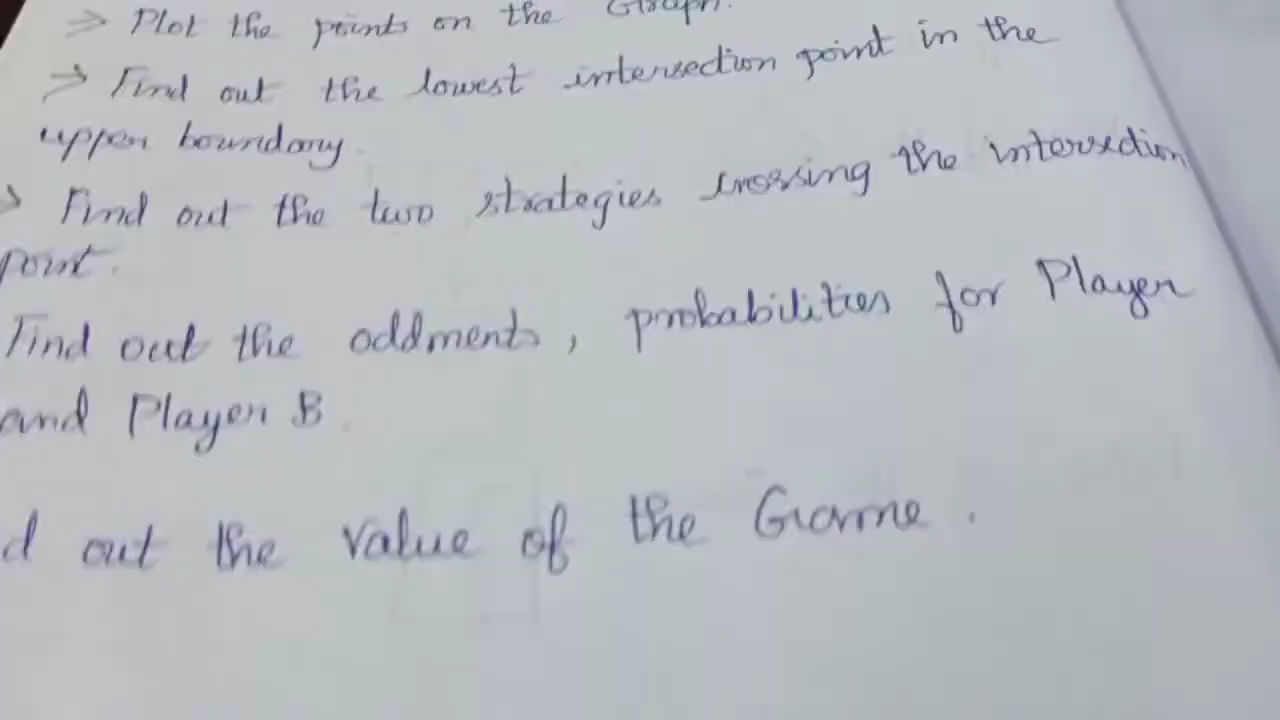 ⇒ Plot the points on the Graph.
⇒ Find out the lowest intersection point in the
upper boundary.
Find out the two strategies crossing the intersection
point.
Find out the oddments, probabilities for Player
and Player B.
d out the value of the Game.